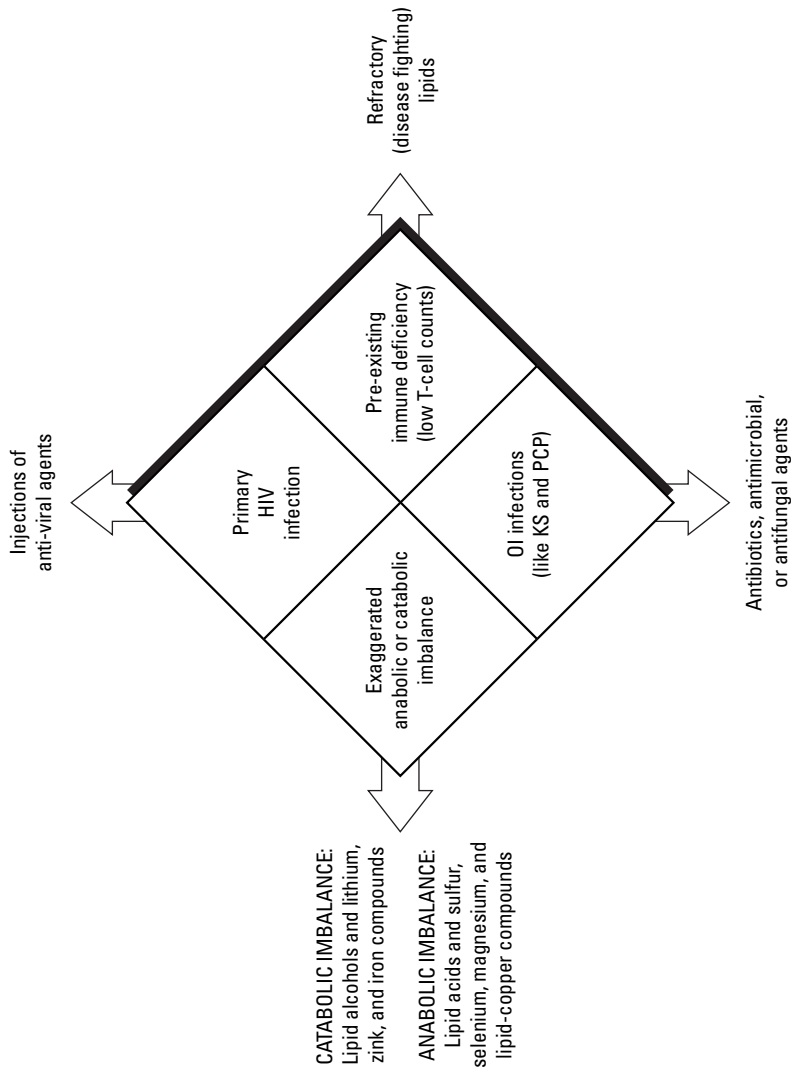 Injections of
anti-viral agents
Primary
HIV
infection
Exaggerated
anabolic or catabolic
imbalance
Pre-existing
immune deficiency
(low T-cell counts)
OI infections
(like KS and PCP)
Refractory
(disease fighting)
lipids
CATABOLIC IMBALANCE:
Lipid alcohols and lithium,
zink, and iron compounds
ANABOLIC IMBALANCE:
Lipid acids and sulfur,
selenium, magnesium, and
lipid-copper compounds
Antibiotics, antimicrobial,
or antifungal agents